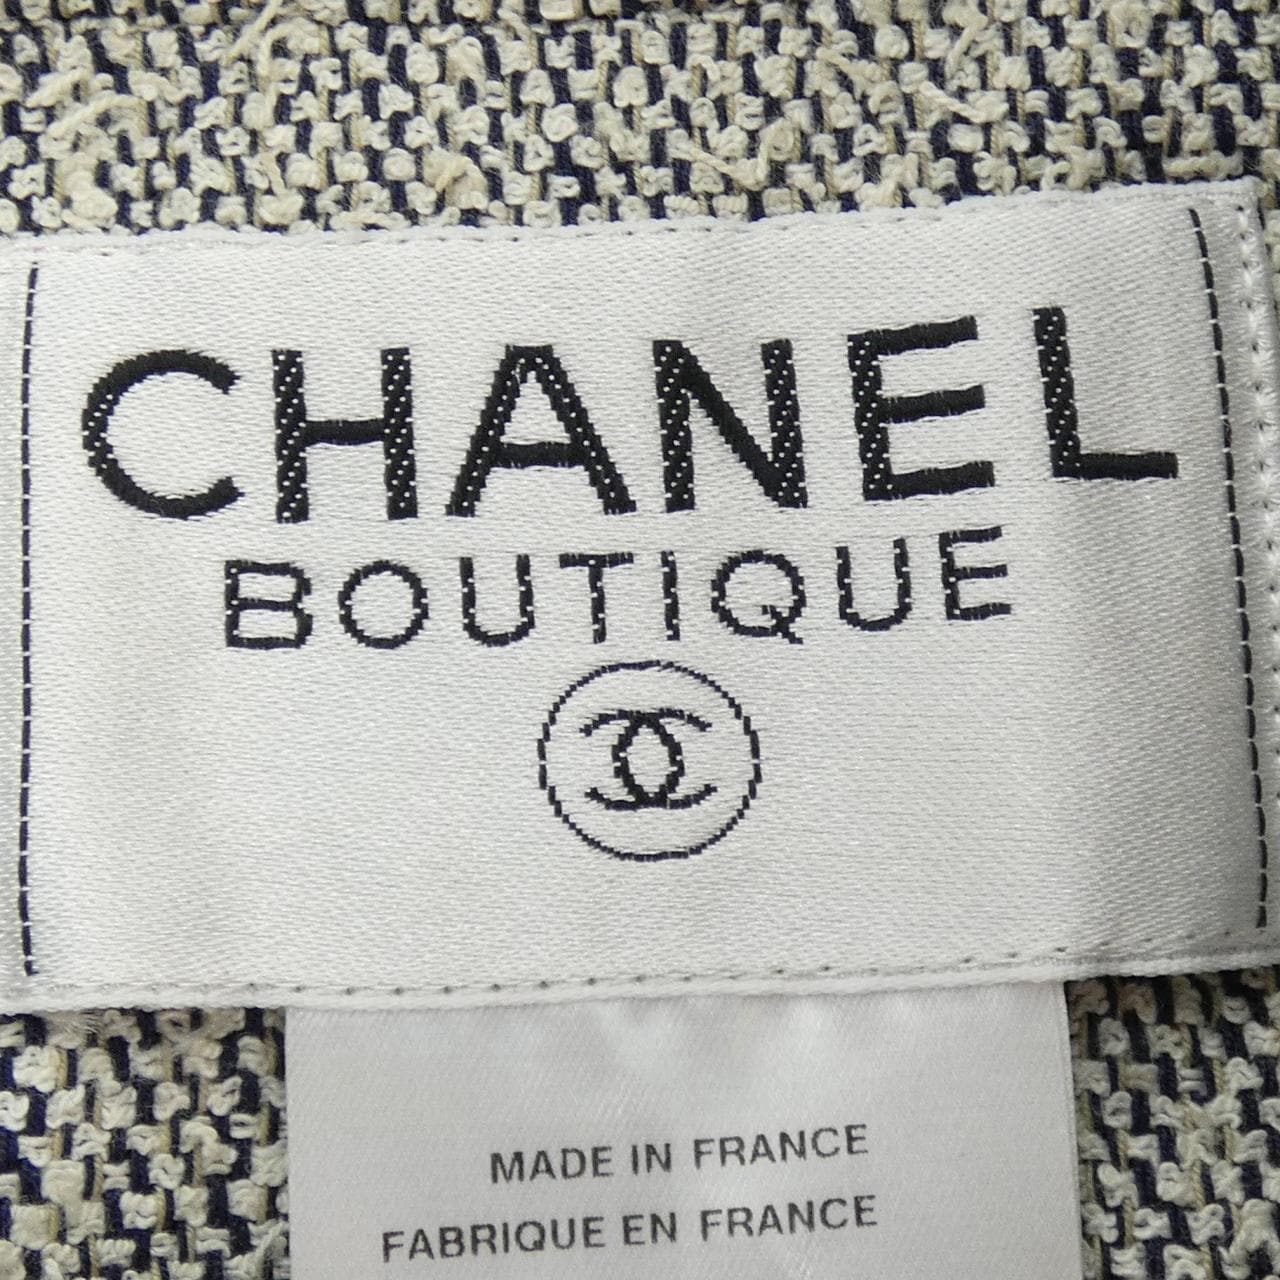 CHANEL
BOUTIQUE
MADE IN FRANCE
FABRIQUE EN FRANCE